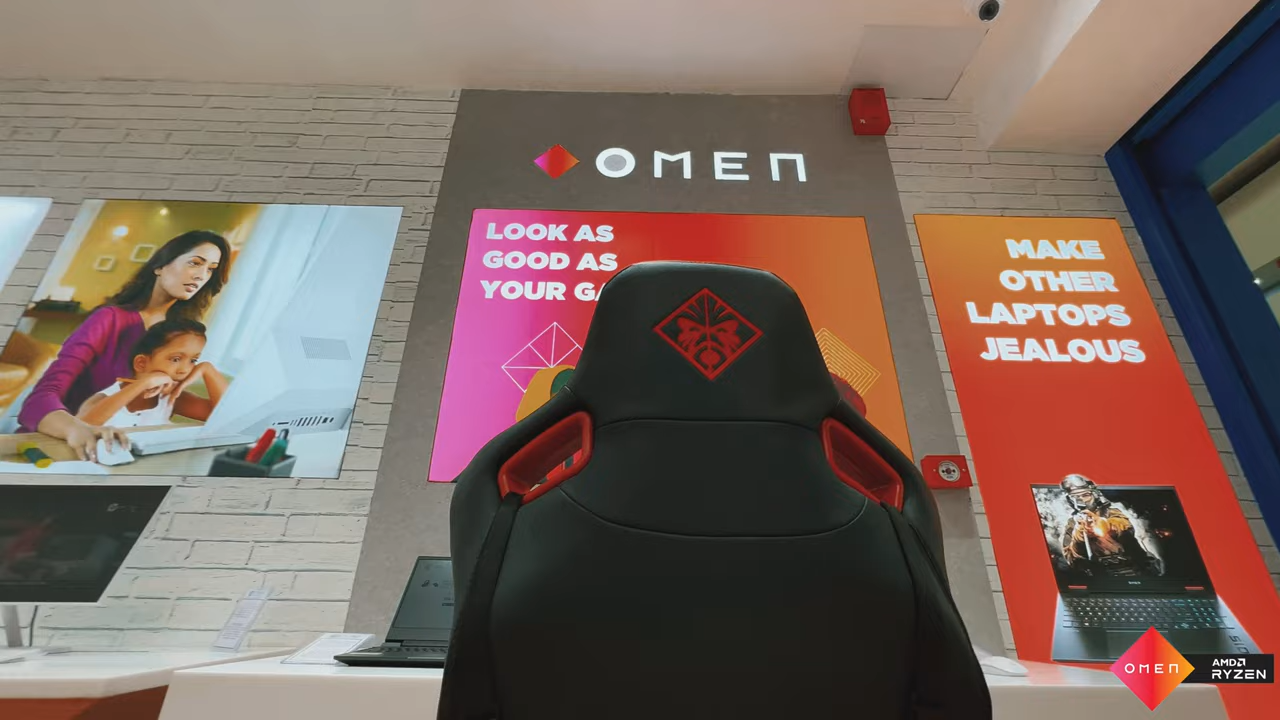 OMEN
LOOK AS
GOOD AS
YOUR GA
MAKE
OTHER
LAPTOPS
JEALOUS
OMEN
AMD
RYZEN